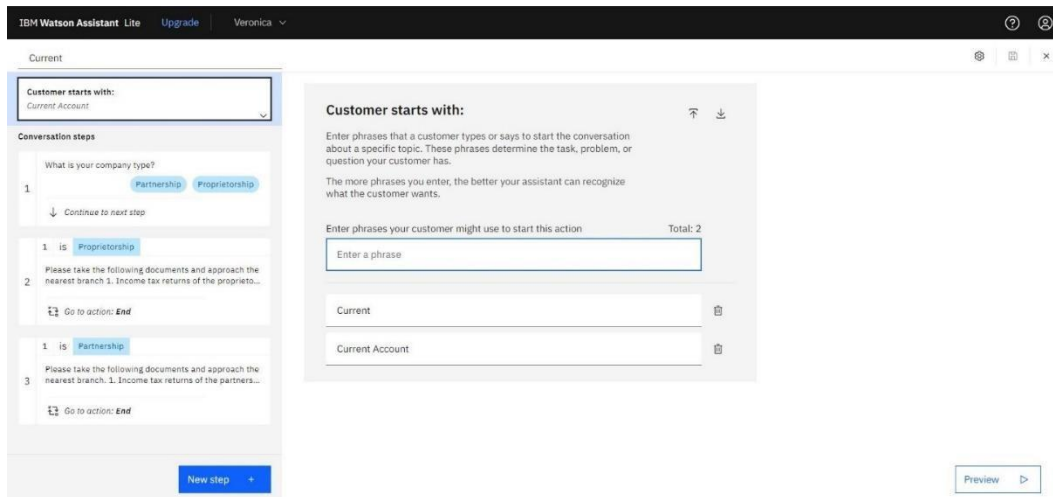 IBM Watson Assistant Lite Upgrade Veronica
Current
Customer starts with:
Current Account
Conversation steps
1
What is your company type?
Partnership Proprietorship
Continue to next step
2
1 is Proprietorship
Please take the following documents and approach the
nearest branch 1. Income tax returns of the proprieto...
Go to action: End
3
1 is Partnership
Please take the following documents and approach the
nearest branch. 1. Income tax returns of the partners...
Go to action: End
New step +
Customer starts with:
Enter phrases that a customer types or says to start the conversation
about a specific topic. These phrases determine the task, problem, or
question your customer has.
The more phrases you enter, the better your assistant can recognize
what the customer wants.
Enter phrases your customer might use to start this action Total: 2
Enter a phrase
Current
Current Account
Preview